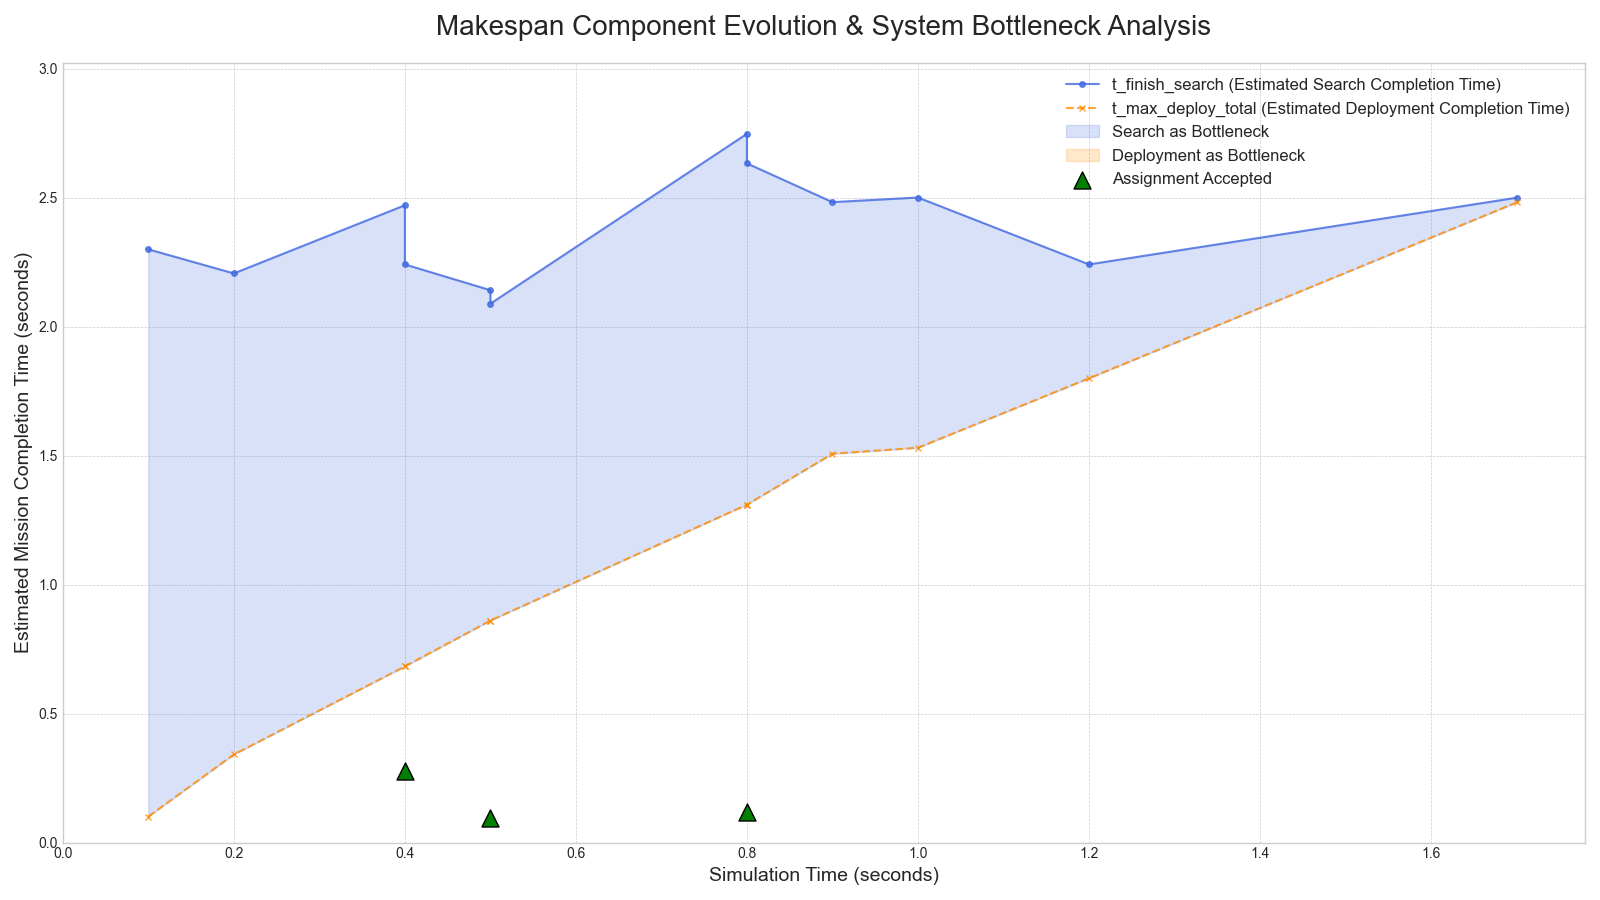 Makespan Component Evolution & System Bottleneck Analysis
t_finish_search (Estimated Search Completion Time)
t_max_deploy_total (Estimated Deployment Completion Time)
Search as Bottleneck
Deployment as Bottleneck
Assignment Accepted
Estimated Mission Completion Time (seconds)
3.0
2.5
2.0
1.5
1.0
0.5
0.0
0.0 0.2 0.4 0.6 0.8 1.0 1.2 1.4 1.6
Simulation Time (seconds)